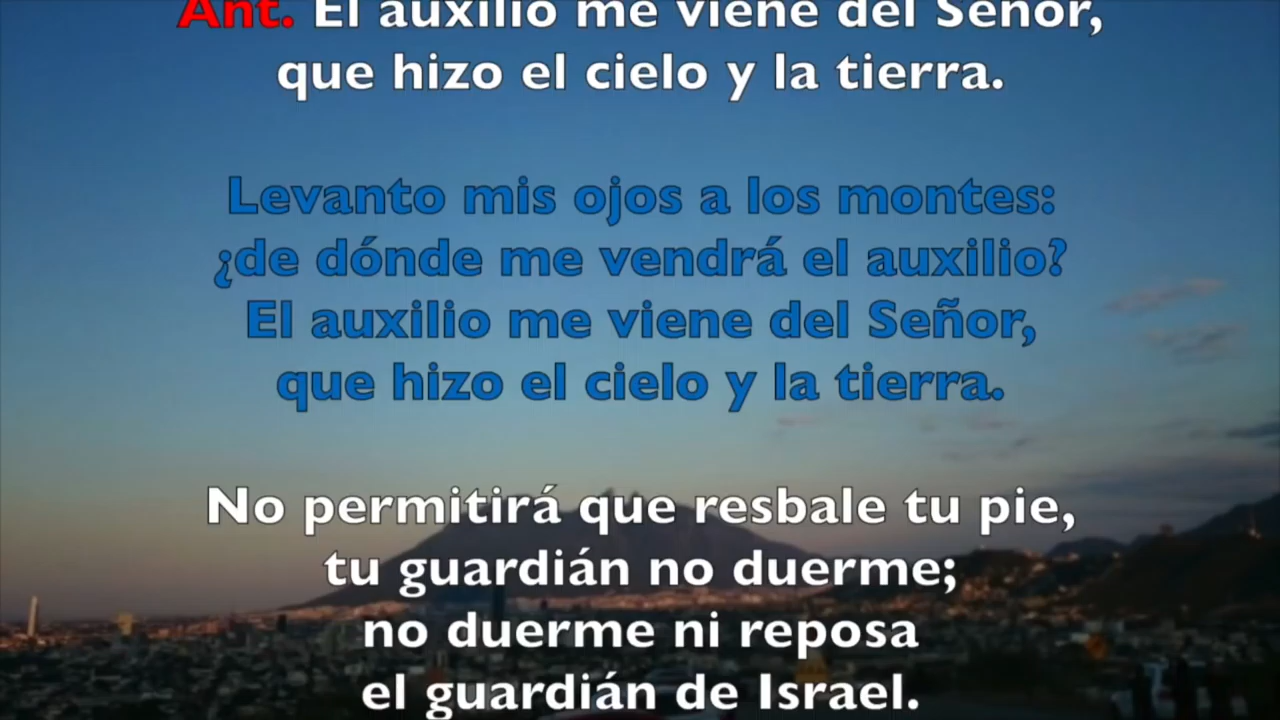 Ant. El auxilio me viene del Señor,
que hizo el cielo y la tierra.
Levanto mis ojos a los montes:
¿de dónde me vendrá el auxilio?
El auxilio me viene del Señor,
que hizo el cielo y la tierra.
No permitirá que resbale tu pie,
tu guardián no duerme;
no duerme ni reposa
el guardián de Israel.